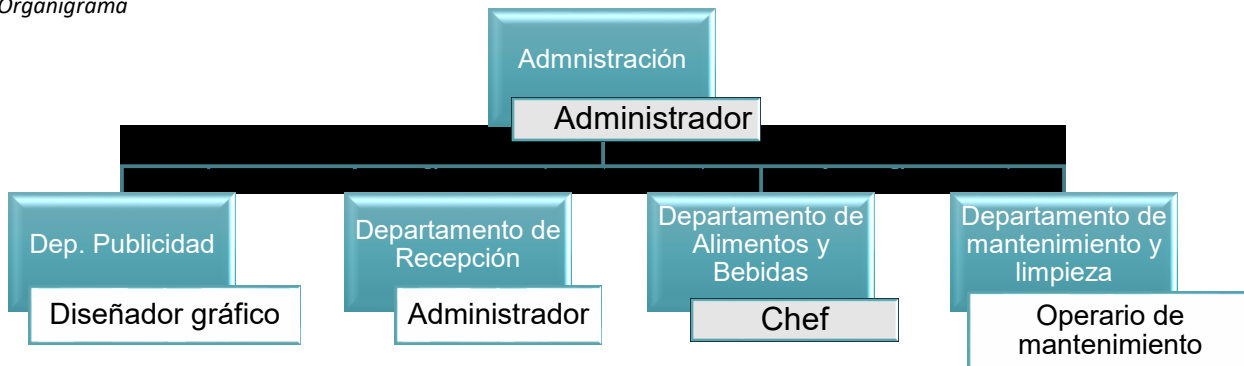 Organigrama
Admnistración
Administrador
Dep. Publicidad
Diseñador gráfico
Departamento de
Recepción
Administrador
Departamento de
Alimentos y
Bebidas
Chef
Departamento de
mantenimiento y
limpieza
Operario de
mantenimiento